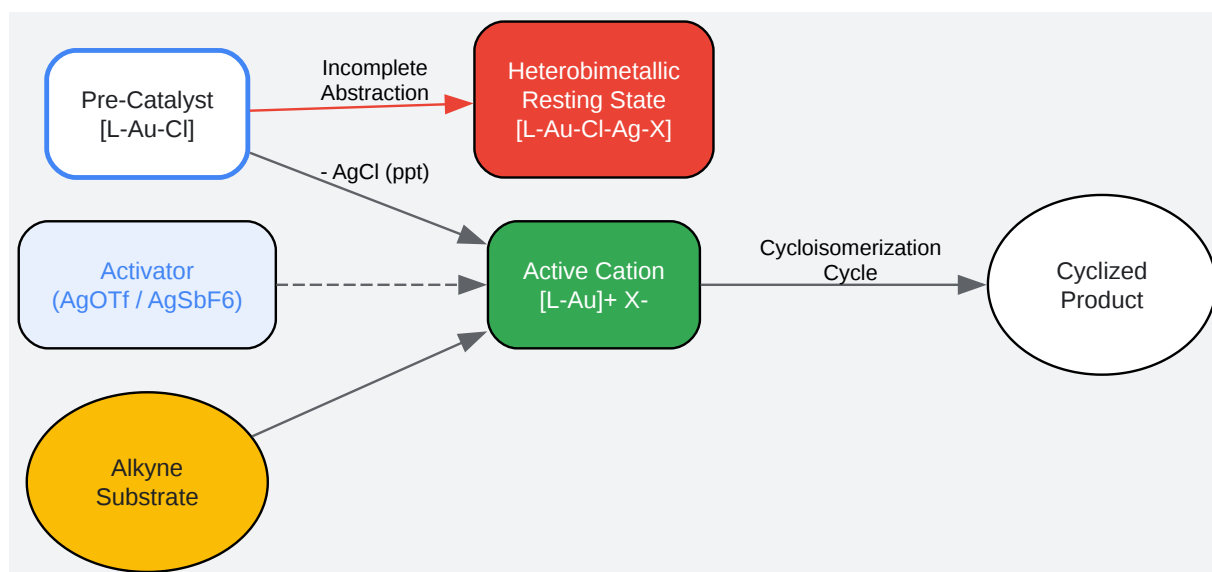 Pre-Catalyst
[L-Au-Cl]
Incomplete
Abstraction
Heterobimetallic
Resting State
[L-Au-Cl-Ag-X]
- AgCl (ppt)
Activator
(AgOTf / AgSbF6)
Active Cation
[L-Au]+ X-
Cycloisomerization
Cycle
Cyclized
Product
Alkyne
Substrate